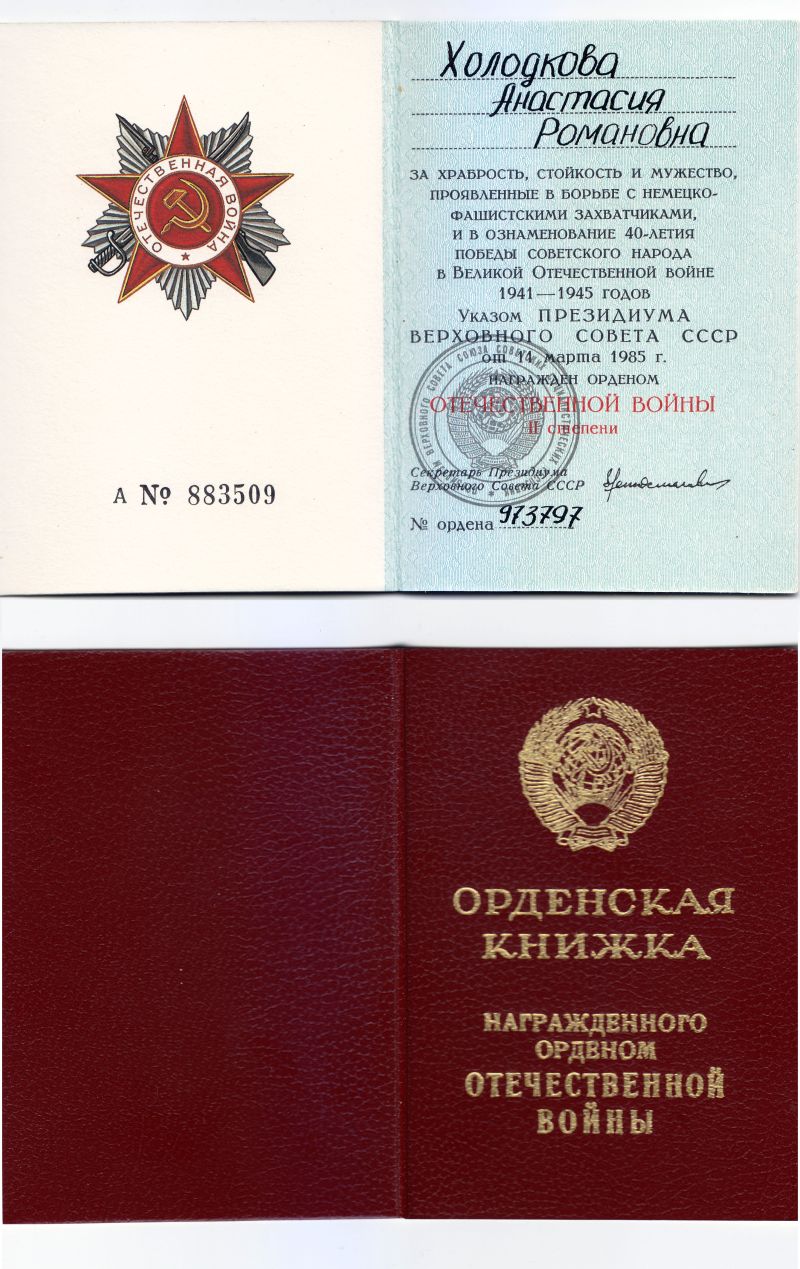 ОТЕЧЕСТВЕННАЯ ВОЙНА
А № 883509
Холодкова
Анастасия
Романовна
ЗА ХРАБРОСТЬ, СТОЙКОСТЬ И МУЖЕСТВО,
ПРОЯВЛЕННЫЕ В БОРЬБЕ С НЕМЕЦКО-
ФАШИСТСКИМИ ЗАХВАТЧИКАМИ,
И В ОЗНАМЕНОВАНИЕ 40-ЛЕТИЯ
ПОБЕДЫ СОВЕТСКОГО НАРОДА
В ВЕЛИКОЙ ОТЕЧЕСТВЕННОЙ ВОЙНЕ
1941—1945 ГОДОВ
УКАЗОМ ПРЕЗИДИУМА
ВЕРХОВНОГО СОВЕТА СССР
от 14 марта 1985 г.
НАГРАЖДЕН ОРДЕНОМ
ОТЕЧЕСТВЕННОЙ ВОЙНЫ
II степени
Секретарь Президиума
Верховного Совета СССР
№ ордена 973797
ОРДЕНСКАЯ
КНИЖКА
НАГРАЖДЕННОГО
ОРДЕНОМ
ОТЕЧЕСТВЕННОЙ
ВОЙНЫ